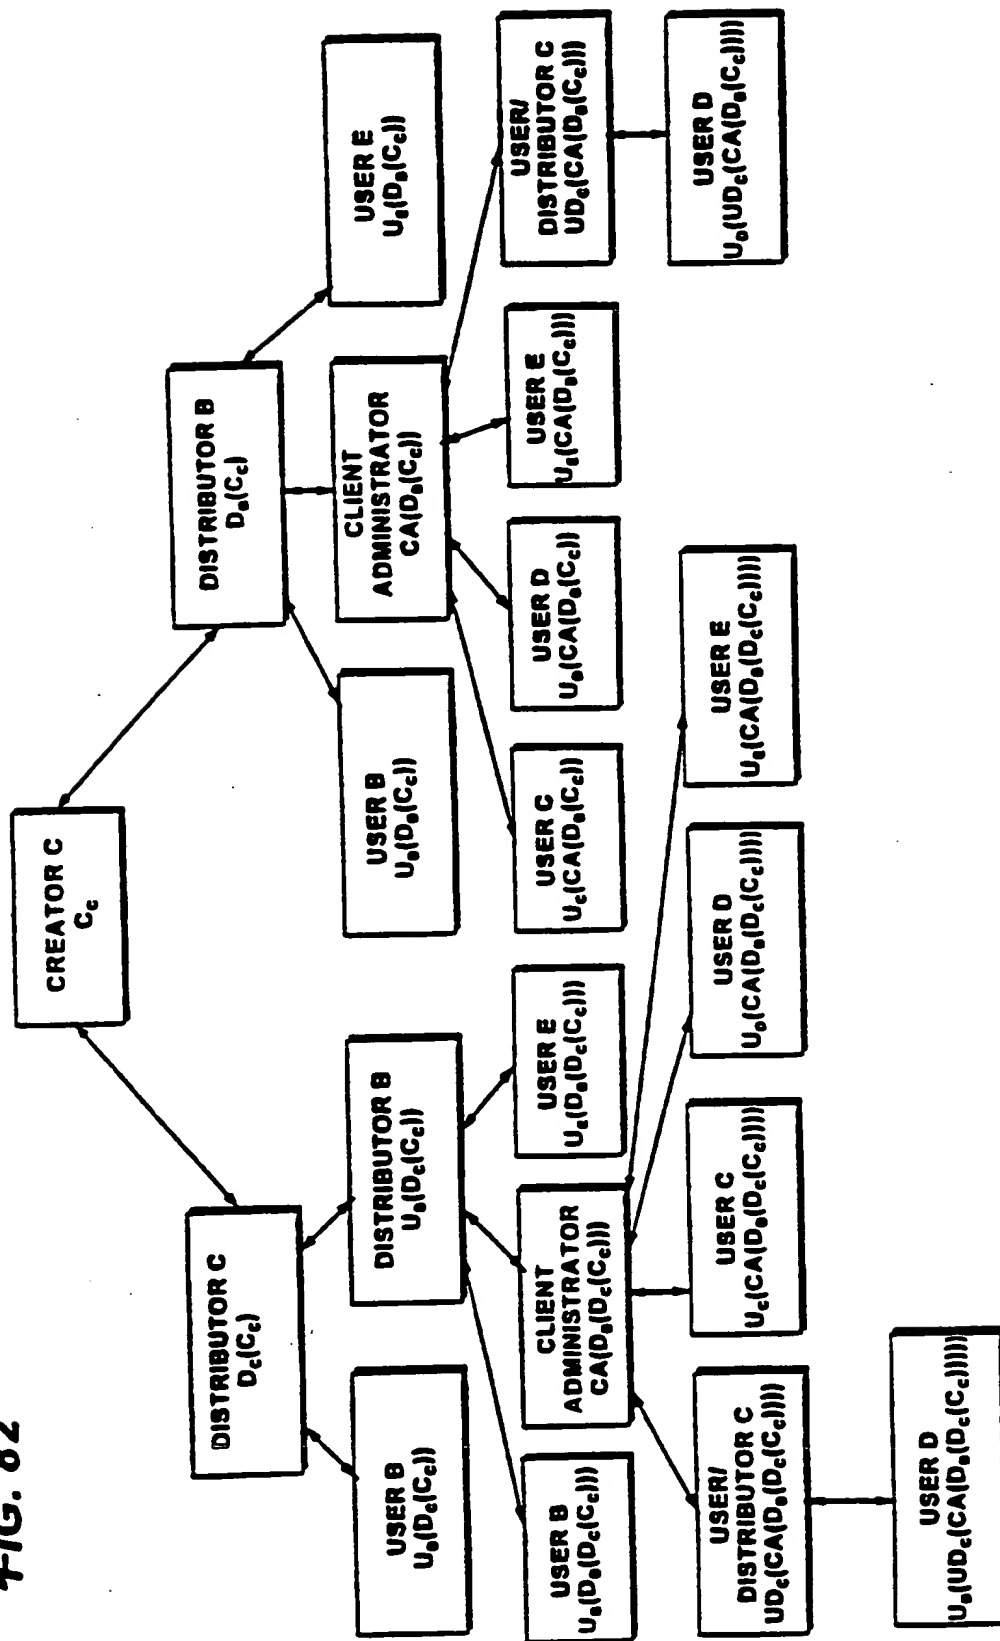 FIG. 82
CREATOR C
CC
DISTRIBUTOR C
DC(CC)
DISTRIBUTOR B
DB(CC)
USER B
UB(DC(CC))
DISTRIBUTOR B
UB(DC(CC))
USER B
UB(DB(CC))
CLIENT
ADMINISTRATOR
CA(DB(CC))
USER E
UE(DB(CC))
USER B
UB(DB(DC(CC)))
CLIENT
ADMINISTRATOR
CA(DB(DC(CC)))
USER E
UE(DB(DC(CC)))
USER C
UC(CA(DB(CC)))
USER D
UD(CA(DB(CC)))
USER E
UE(CA(DB(CC)))
USER/
DISTRIBUTOR C
UDC(CA(DB(CC)))
USER/
DISTRIBUTOR C
UDC(CA(DB(DC(CC))))
USER C
UC(CA(DB(DC(CC))))
USER D
UD(CA(DB(DC(CC))))
USER E
UE(CA(DB(DC(CC))))
USER D
UD(UDC(CA(DB(CC))))
USER D
UD(UDC(CA(DB(DC(CC)))))